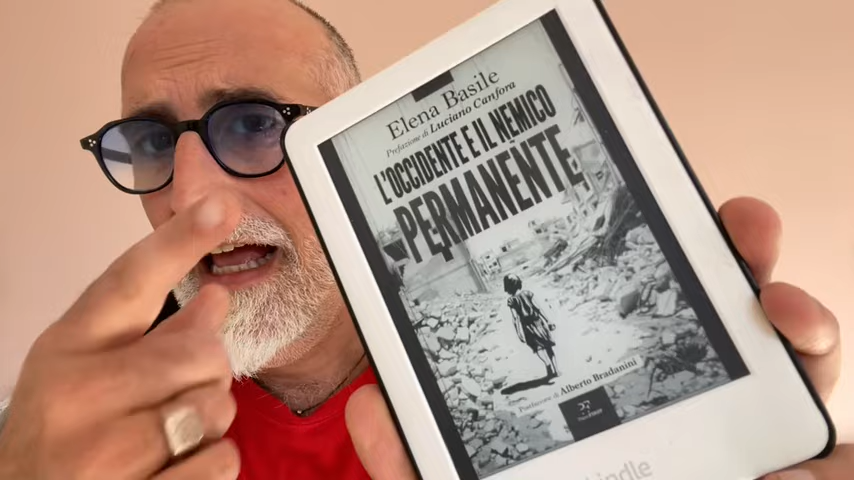 Elena Basile
Prefazione di Luciano Canfora
L'OCCIDENTE E IL NEMICO
PERMANENTE
Postfazione di Alberto Bradanini
kindle